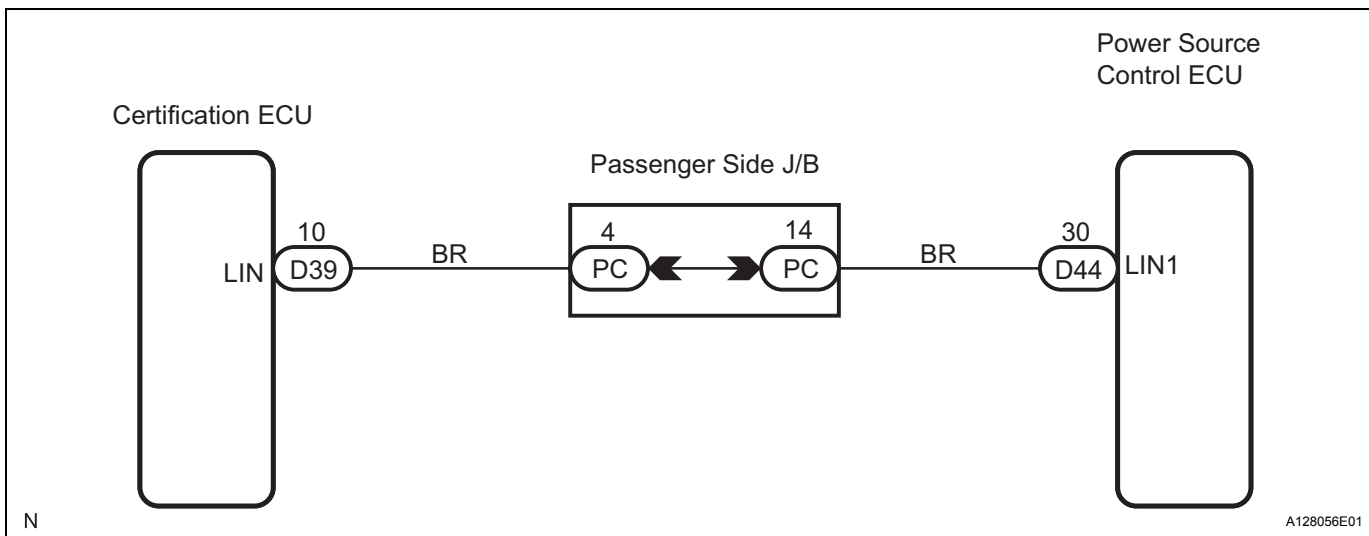 Power Source
Control ECU
Certification ECU
Passenger Side J/B
10
4
14
30
LIN
D39
BR
PC
PC
BR
D44
LIN1
N
A128056E01